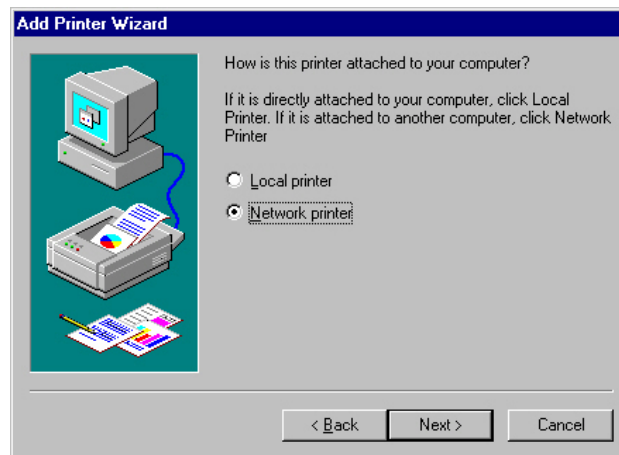 Add Printer Wizard
How is this printer attached to your computer?
If it is directly attached to your computer, click Local
Printer. If it is attached to another computer, click Network
Printer
Local printer
Network printer
< Back
Next >
Cancel